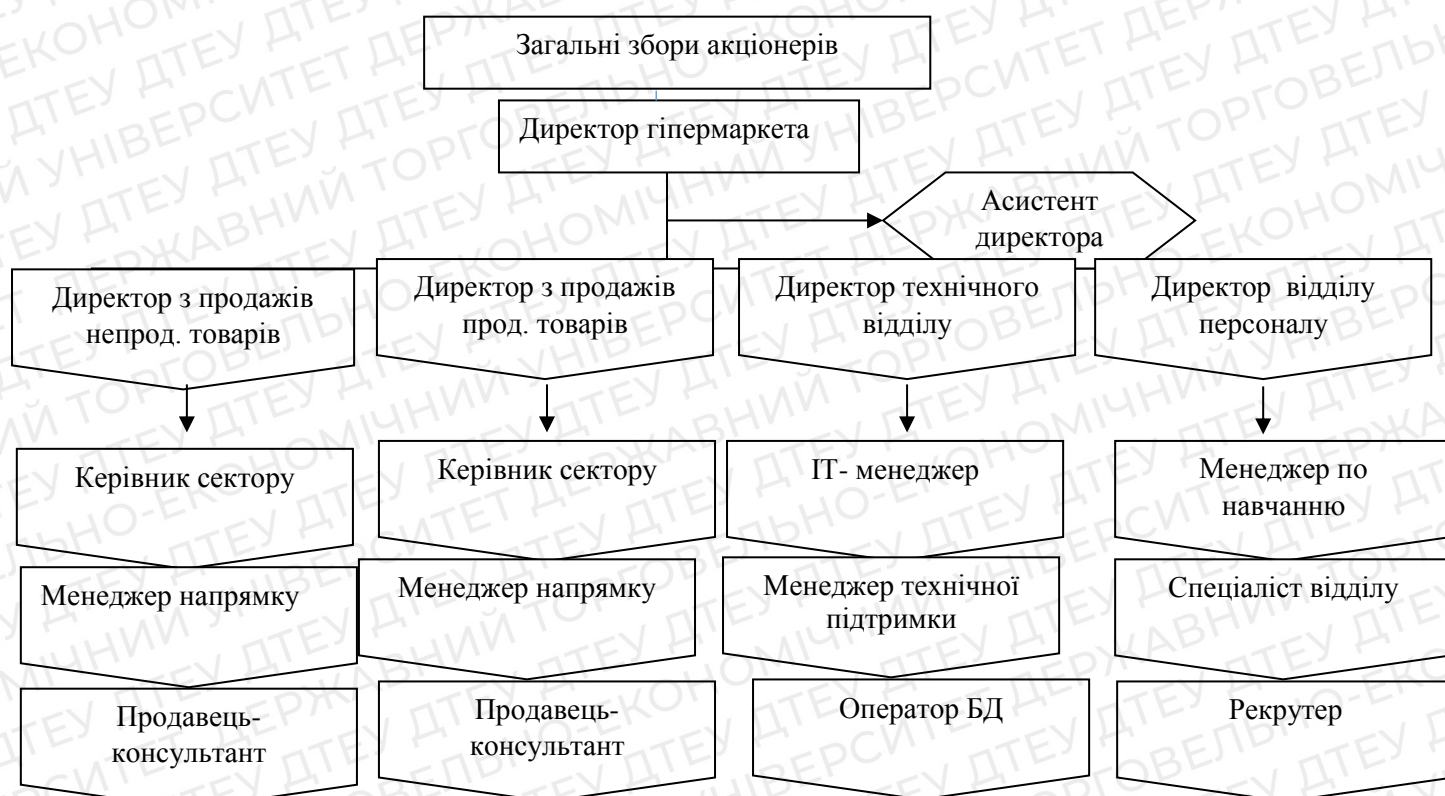 Загальні збори акціонерів
Директор гіпермаркета
Асистент
директора
Директор з продажів
непрод. товарів
Директор з продажів
прод. товарів
Директор технічного
відділу
Директор відділу
персоналу
Керівник сектору
Керівник сектору
ІТ- менеджер
Менеджер по
навчанню
Менеджер напрямку
Менеджер напрямку
Менеджер технічної
підтримки
Спеціаліст відділу
Продавець-
консультант
Продавець-
консультант
Оператор БД
Рекрутер